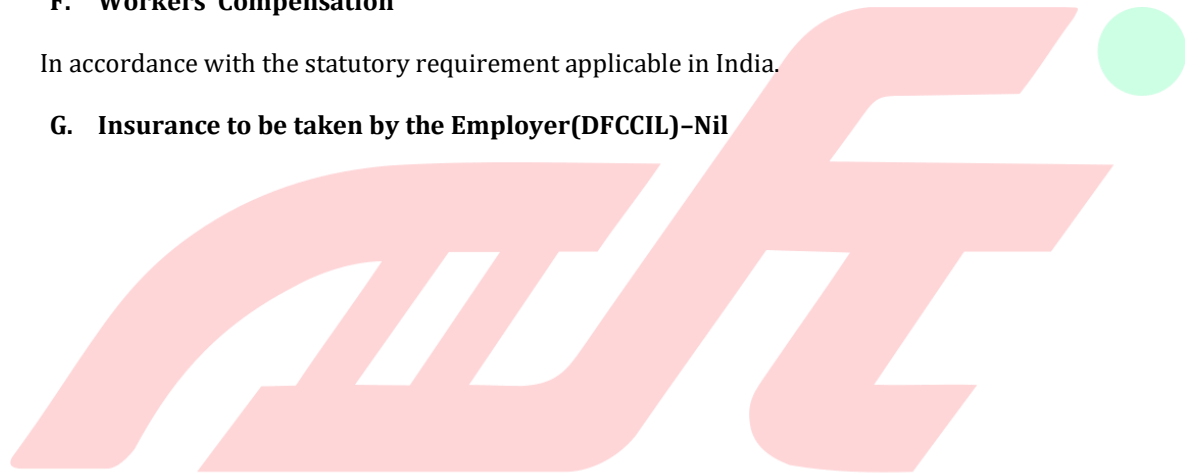 F. Workers' Compensation
In accordance with the statutory requirement applicable in India.
G. Insurance to be taken by the Employer(DFCCIL)–Nil